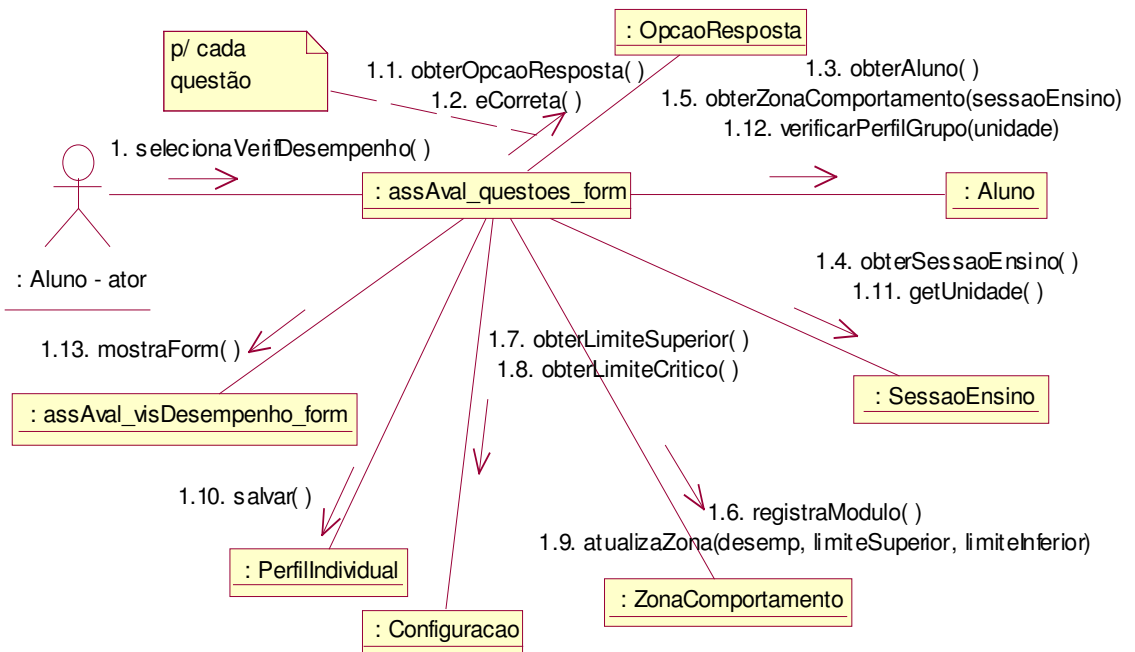 : OpcaoResposta
p/ cada
questão
1.1. obterOpcaoResposta( )
1.2. eCorreta( )
1.3. obterAluno( )
1.5. obterZonaComportamento(sessaoEnsino)
1.12. verificarPerfilGrupo(unidade)
1. selecionaVerifDesempenho( )
: assAval_questoes_form
: Aluno
: Aluno - ator
1.4. obterSessaoEnsino( )
1.11. getUnidade( )
1.13. mostraForm( )
1.7. obterLimiteSuperior( )
1.8. obterLimiteCritico( )
: SessaoEnsino
: assAval_visDesempenho_form
1.10. salvar( )
1.6. registraModulo( )
1.9. atualizaZona(desemp, limiteSuperior, limiteInferior)
: PerfilIndividual
: ZonaComportamento
: Configuracao